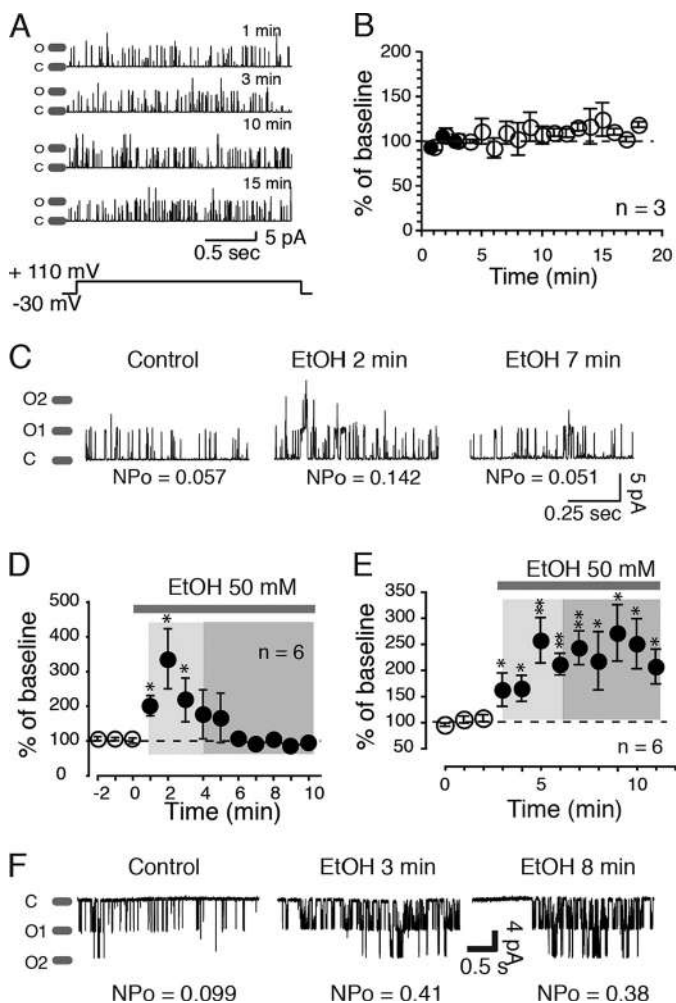 A
1 min
O
C
3 min
O
C
10 min
O
C
15 min
O
C
5 pA
0.5 sec
+ 110 mV
-30 mV
B
200
150
100
50
0
% of baseline
0 5 10 15 20
Time (min)
n = 3
C
Control EtOH 2 min EtOH 7 min
O2
O1
C
NPo = 0.057 NPo = 0.142 NPo = 0.051
5 pA
0.25 sec
D
EtOH 50 mM
500
400
300
200
100
0
% of baseline
* * *
n = 6
-2 0 2 4 6 8 10
Time (min)
E
EtOH 50 mM
350
300
250
200
150
100
50
% of baseline
* * ** ** ** * * * *
n = 6
0 5 10
Time (min)
F
Control EtOH 3 min EtOH 8 min
C
O1
O2
4 pA
0.5 s
NPo = 0.099 NPo = 0.41 NPo = 0.38